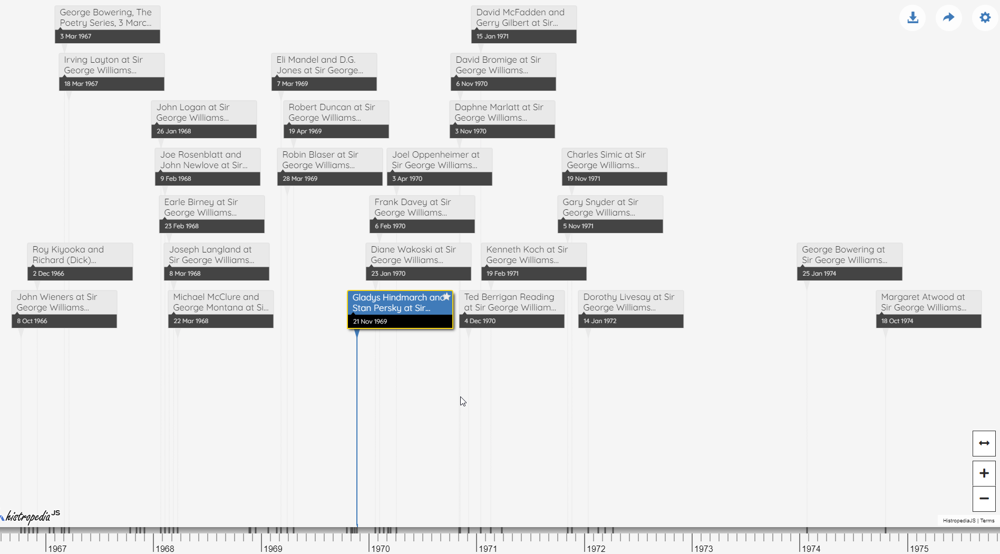 George Bowering, The
Poetry Series, 3 Marc...
3 Mar 1967
David McFadden and
Gerry Gilbert at Sir...
15 Jan 1971
Irving Layton at Sir
George Williams...
18 Mar 1967
Eli Mandel and D.G.
Jones at Sir George...
7 Mar 1969
David Bromige at Sir
George Williams...
6 Nov 1970
John Logan at Sir
George Williams...
26 Jan 1968
Robert Duncan at Sir
George Williams...
19 Apr 1969
Daphne Marlatt at Sir
George Williams...
3 Nov 1970
Joe Rosenblatt and
John Newlove at Sir...
9 Feb 1968
Robin Blaser at Sir
George Williams...
28 Mar 1969
Joel Oppenheimer at
Sir George Williams...
3 Apr 1970
Charles Simic at Sir
George Williams...
19 Nov 1971
Earle Birney at Sir
George Williams...
23 Feb 1968
Frank Davey at Sir
George Williams...
6 Feb 1970
Gary Snyder at Sir
George Williams...
5 Nov 1971
Roy Kiyooka and
Richard (Dick)...
2 Dec 1966
Joseph Langland at
Sir George Williams...
8 Mar 1968
Diane Wakoski at Sir
George Williams...
23 Jan 1970
Kenneth Koch at Sir
George Williams...
19 Feb 1971
George Bowering at
Sir George Williams...
25 Jan 1974
John Wieners at Sir
George Williams...
8 Oct 1966
Michael McClure and
George Montana at Si...
22 Mar 1968
Gladys Hindmarch and
Stan Persky at Sir...
21 Nov 1969
Ted Berrigan Reading
at Sir George William...
4 Dec 1970
Dorothy Livesay at Sir
George Williams...
14 Jan 1972
Margaret Atwood at
Sir George Williams...
18 Oct 1974
histropedia JS
HistropediaJS | Terms
1967 1968 1969 1970 1971 1972 1973 1974 1975